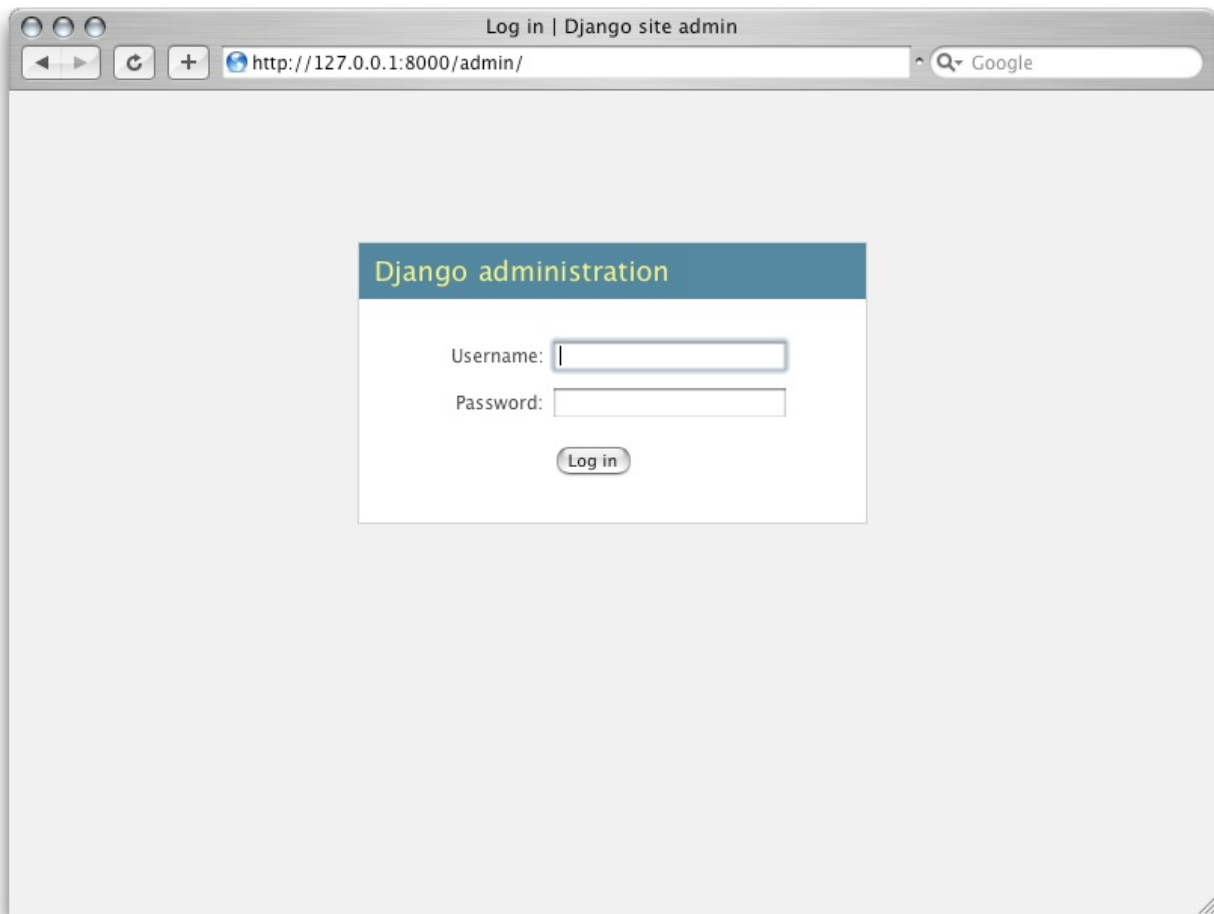 Log in | Django site admin
http://127.0.0.1:8000/admin/
Google
Django administration
Username:
Password:
Log in